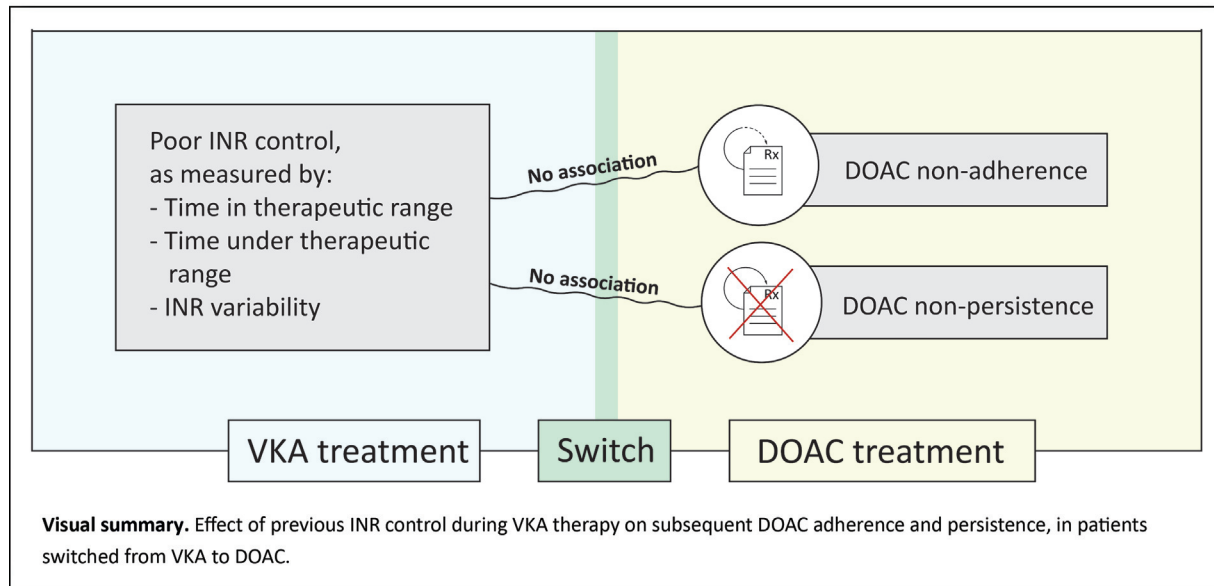 Poor INR control,
as measured by:
- Time in therapeutic range
- Time under therapeutic
range
- INR variability
No association
No association
Rx
DOAC non-adherence
Rx
DOAC non-persistence
VKA treatment
Switch
DOAC treatment
Visual summary. Effect of previous INR control during VKA therapy on subsequent DOAC adherence and persistence, in patients
switched from VKA to DOAC.